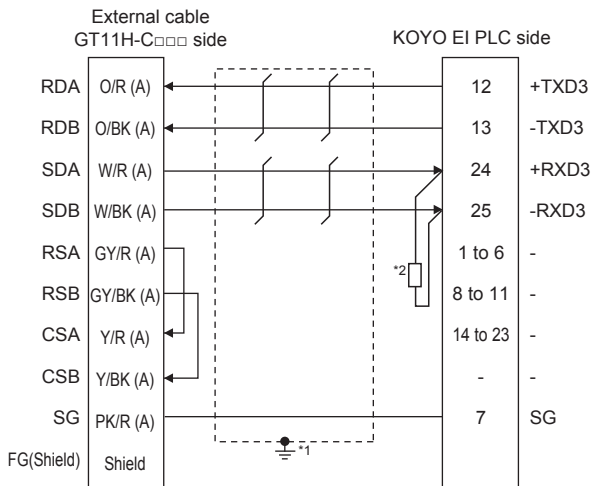 External cable
GT11H-C□□□ side
KOYO EI PLC side
RDA O/R (A) 12 +TXD3
RDB O/BK (A) 13 -TXD3
SDA W/R (A) 24 +RXD3
SDB W/BK (A) 25 -RXD3
RSA GY/R (A) 1 to 6 -
*2
RSB GY/BK (A) 8 to 11 -
CSA Y/R (A) 14 to 23 -
CSB Y/BK (A) - -
SG PK/R (A) 7 SG
*1
FG(Shield) Shield